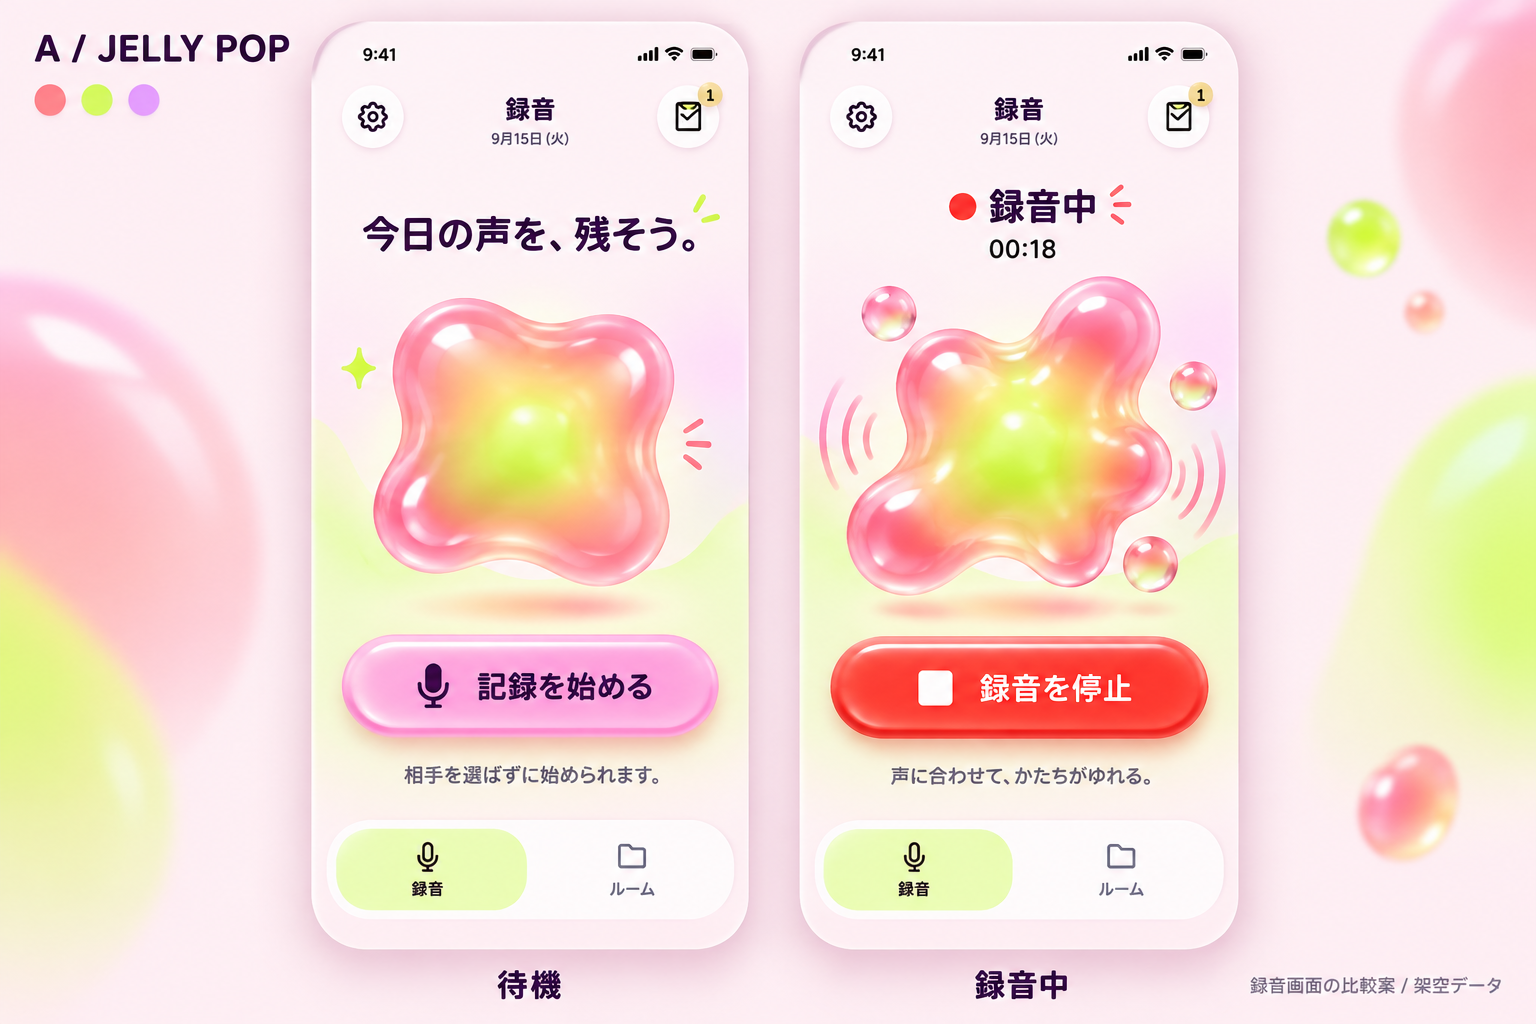 A / JELLY POP
9:41
録音
9月15日 (火)
1
今日の声を、残そう。
記録を始める
相手を選ばずに始められます。
録音
ルーム
待機
9:41
録音
9月15日 (火)
1
録音中
00:18
録音を停止
声に合わせて、かたちがゆれる。
録音
ルーム
録音中
録音画面の比較案 / 架空データ